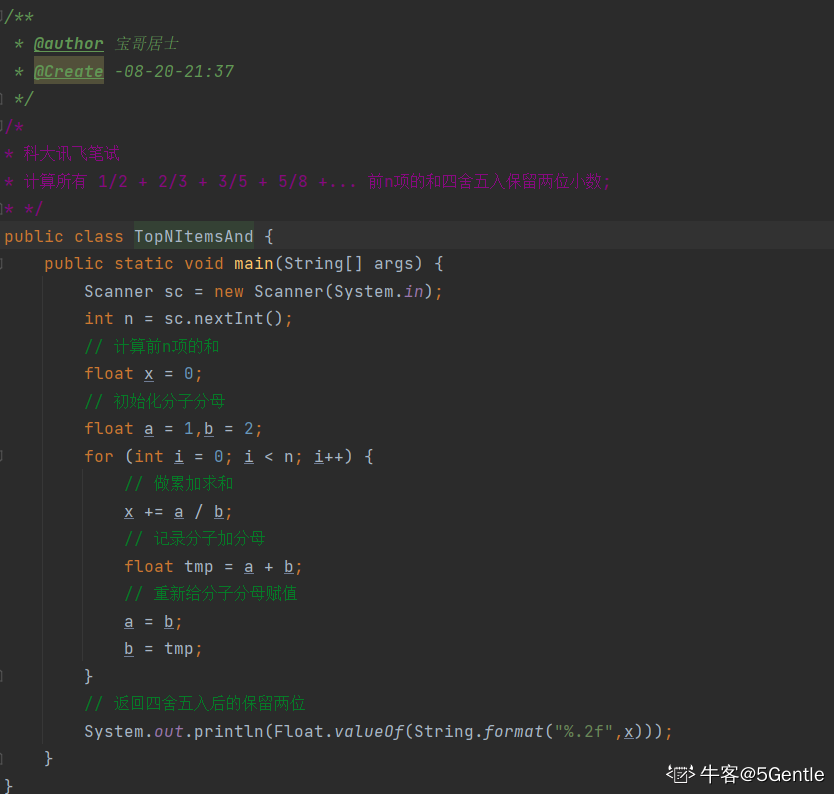 /**
 * @author 宝哥居士
 * @Create -08-20-21:37
 */
/*
* 科大讯飞笔试
* 计算所有 1/2 + 2/3 + 3/5 + 5/8 +... 前n项的和四舍五入保留两位小数;
* */
public class TopNItemsAnd {
    public static void main(String[] args) {
        Scanner sc = new Scanner(System.in);
        int n = sc.nextInt();
        // 计算前n项的和
        float x = 0;
        // 初始化分子分母
        float a = 1,b = 2;
        for (int i = 0; i < n; i++) {
            // 做累加求和
            x += a / b;
            // 记录分子加分母
            float tmp = a + b;
            // 重新给分子分母赋值
            a = b;
            b = tmp;
        }
        // 返回四舍五入后的保留两位
        System.out.println(Float.valueOf(String.format("%.2f",x)));
    }
}
牛客@5Gentle